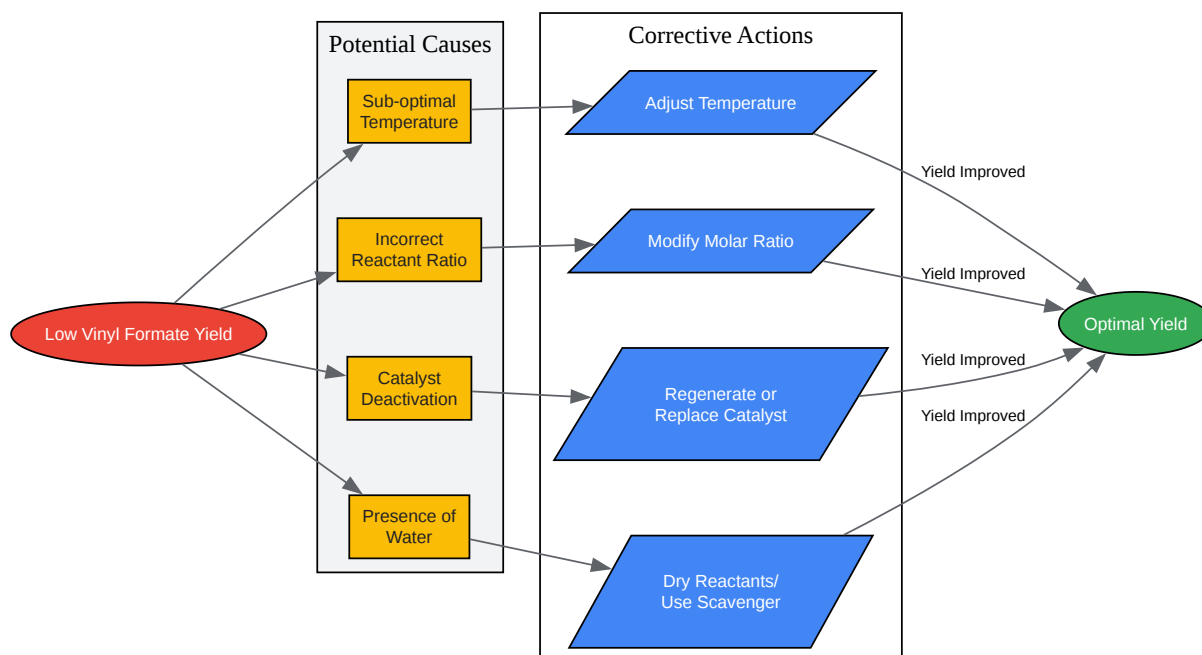 Potential Causes
Corrective Actions
Sub-optimal
Temperature
Adjust Temperature
Yield Improved
Incorrect
Reactant Ratio
Modify Molar Ratio
Yield Improved
Low Vinyl Formate Yield
Optimal Yield
Catalyst
Deactivation
Regenerate or
Replace Catalyst
Yield Improved
Yield Improved
Presence of
Water
Dry Reactants/
Use Scavenger